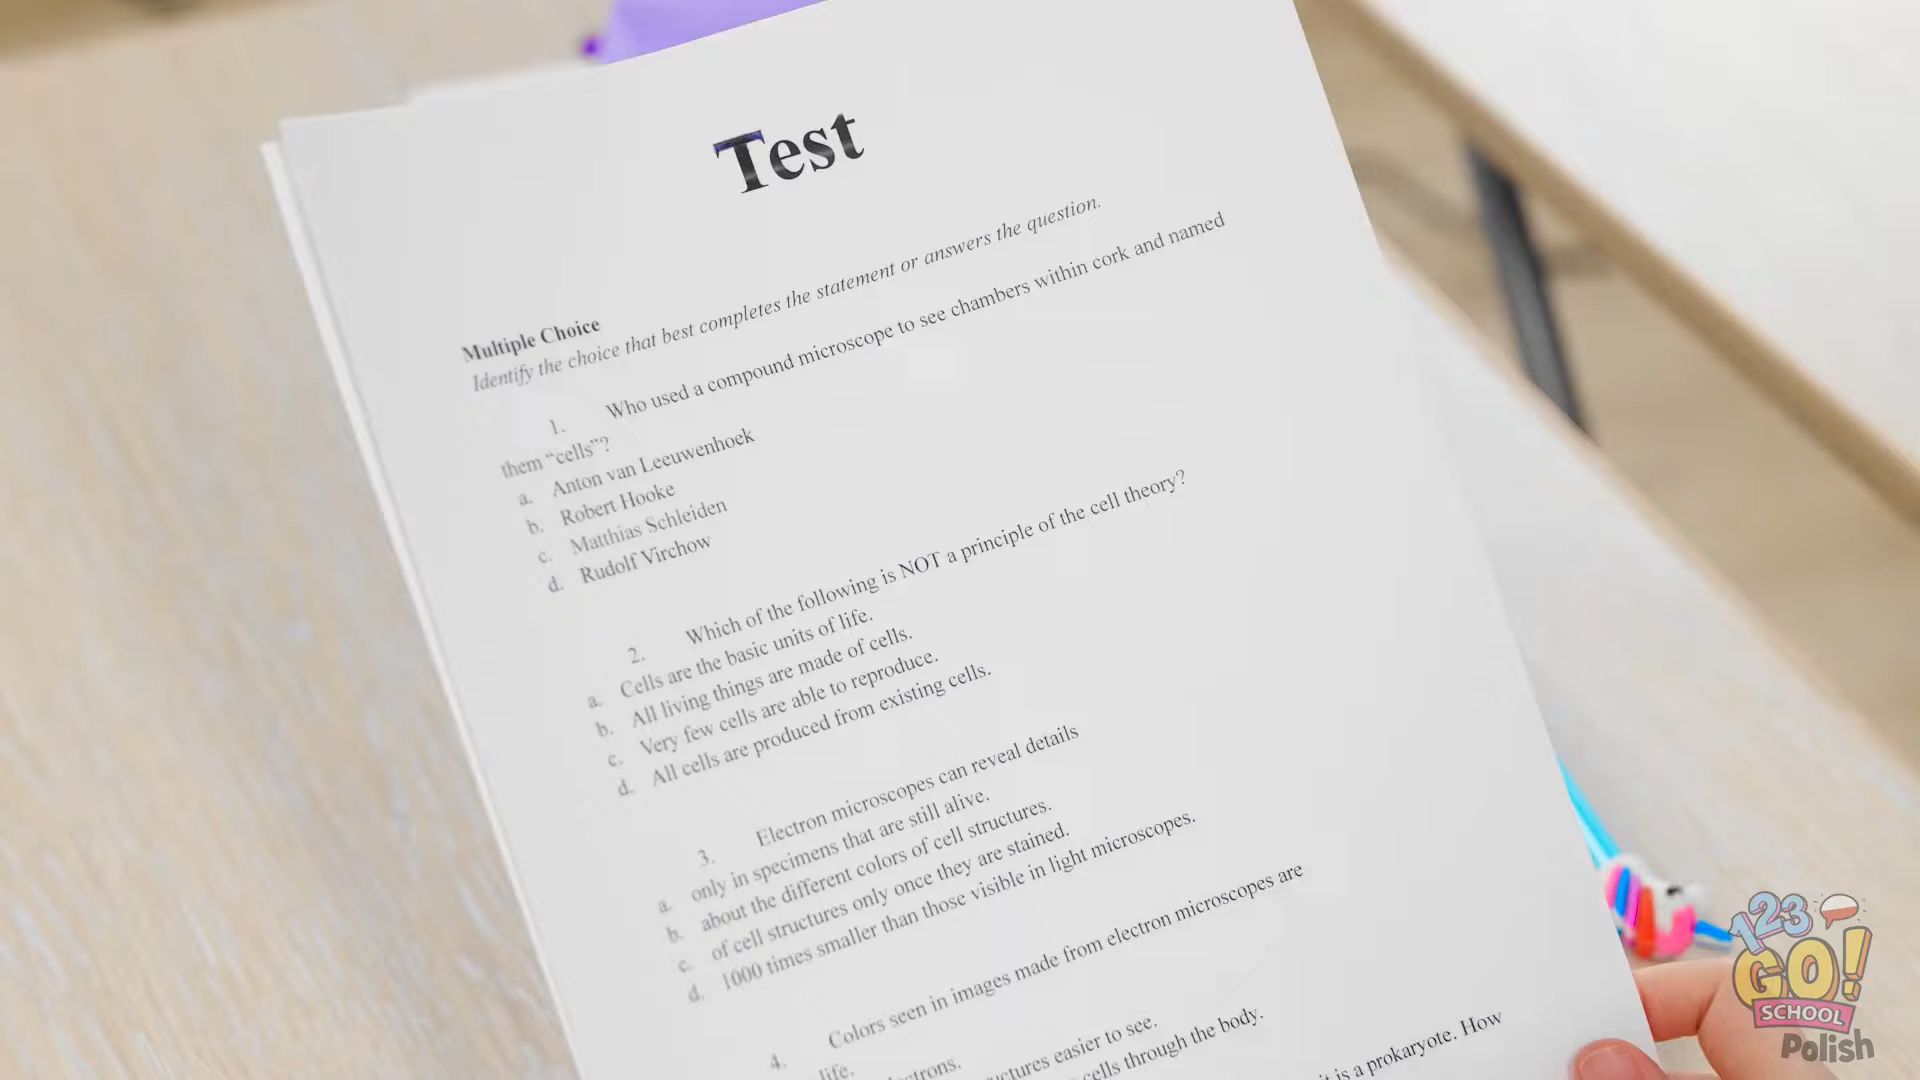 Test
Multiple Choice
Identify the choice that best completes the statement or answers the question.
1. Who used a compound microscope to see chambers within cork and named
them “cells”?
a. Anton van Leeuwenhoek
b. Robert Hooke
c. Matthias Schleiden
d. Rudolf Virchow
2. Which of the following is NOT a principle of the cell theory?
a. Cells are the basic units of life.
b. All living things are made of cells.
c. Very few cells are able to reproduce.
d. All cells are produced from existing cells.
3. Electron microscopes can reveal details
a. only in specimens that are still alive.
b. about the different colors of cell structures.
c. of cell structures only once they are stained.
d. 1000 times smaller than those visible in light microscopes.
4. Colors seen in images made from electron microscopes are
life.
easier to see.
cells through the body.
it is a prokaryote. How
123
GO!
SCHOOL
Polish